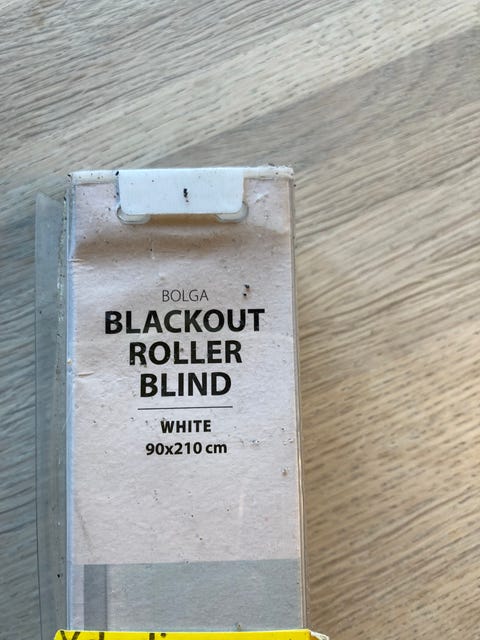 BOLGA
BLACKOUT
ROLLER
BLIND
WHITE
90x210 cm